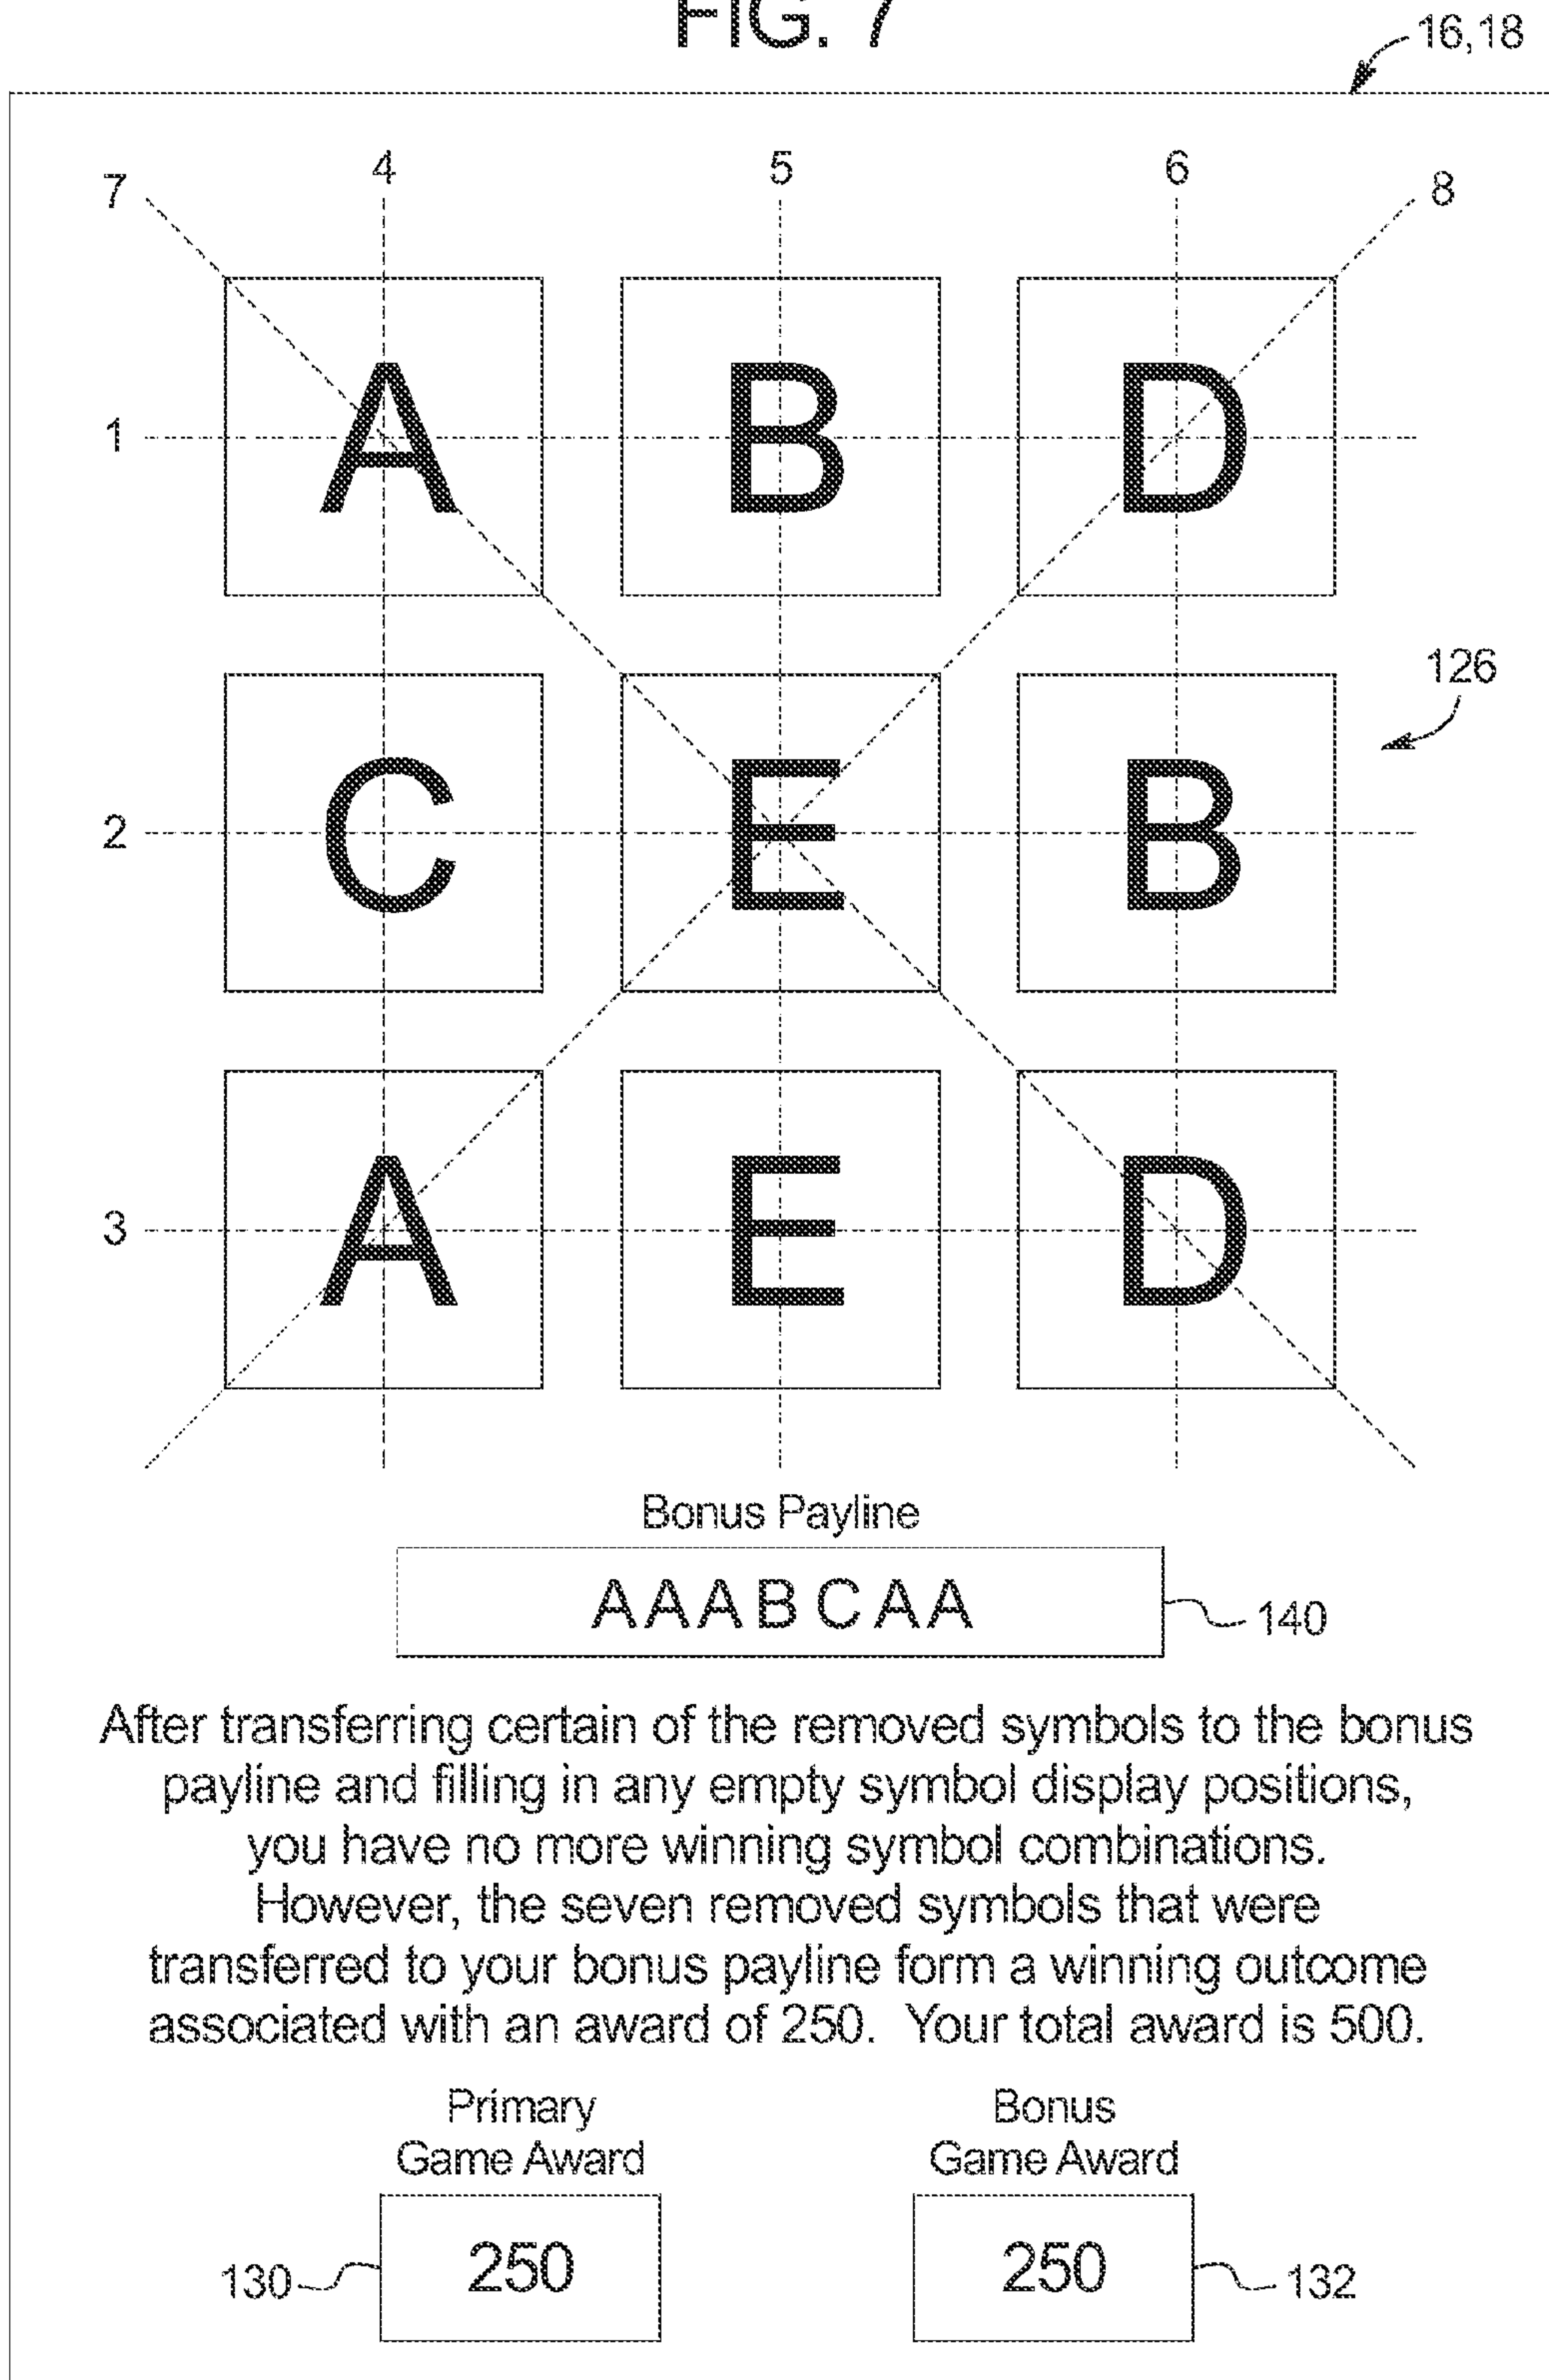 FIG. 7
16,18
4 5 6
7 8
A B D
1
126
C E B
2
A E D
3
Bonus Payline
AAABCAA
140
After transferring certain of the removed symbols to the bonus
payline and filling in any empty symbol display positions,
you have no more winning symbol combinations.
However, the seven removed symbols that were
transferred to your bonus payline form a winning outcome
associated with an award of 250. Your total award is 500.
Primary Bonus
Game Award Game Award
130 250 250 132